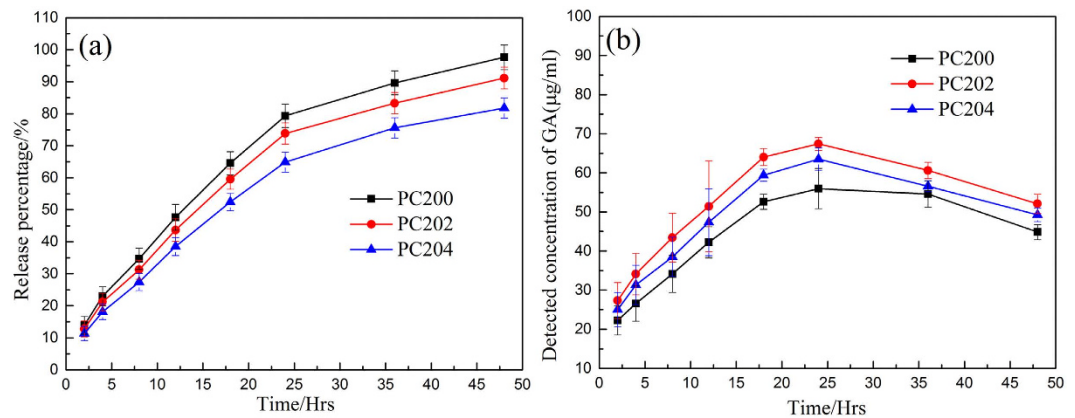 (a)
Release percentage/%
110
100
90
80
70
60
50
40
30
20
10
0
0 5 10 15 20 25 30 35 40 45 50
Time/Hrs
PC200
PC202
PC204
(b)
Detected concentration of GA(μg/ml)
100
90
80
70
60
50
40
30
20
10
0 5 10 15 20 25 30 35 40 45 50
Time/Hrs
PC200
PC202
PC204